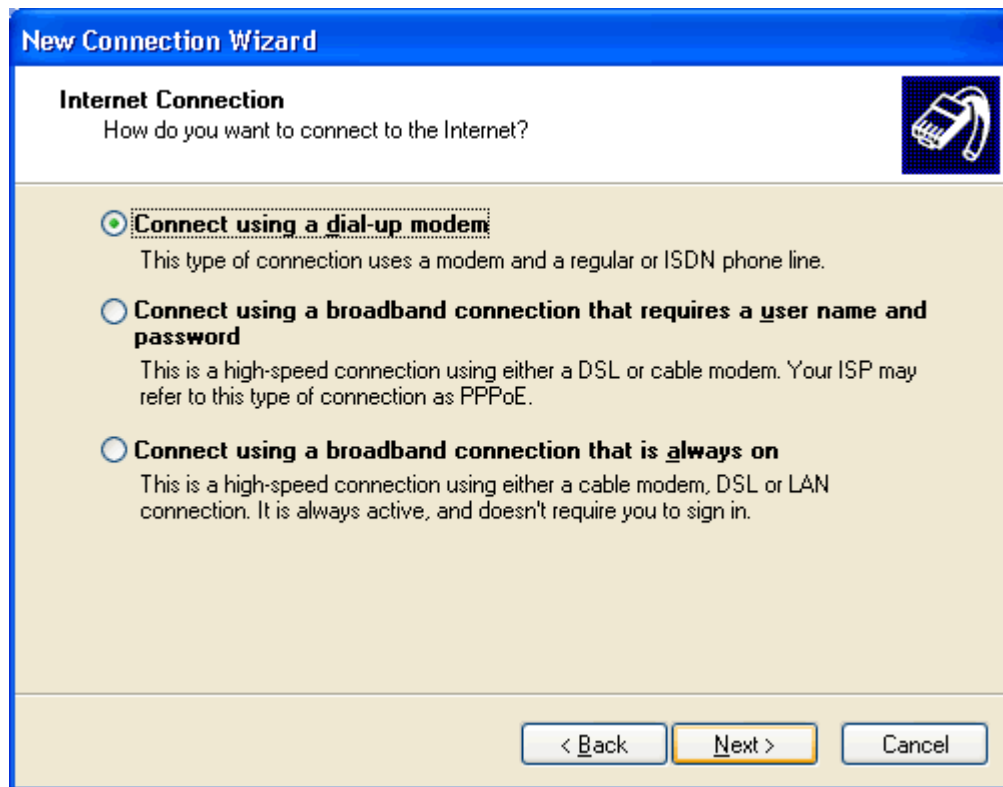 New Connection Wizard
Internet Connection
How do you want to connect to the Internet?
Connect using a dial-up modem
This type of connection uses a modem and a regular or ISDN phone line.
Connect using a broadband connection that requires a user name and
password
This is a high-speed connection using either a DSL or cable modem. Your ISP may
refer to this type of connection as PPPoE.
Connect using a broadband connection that is always on
This is a high-speed connection using either a cable modem, DSL or LAN
connection. It is always active, and doesn't require you to sign in.
< Back Next > Cancel